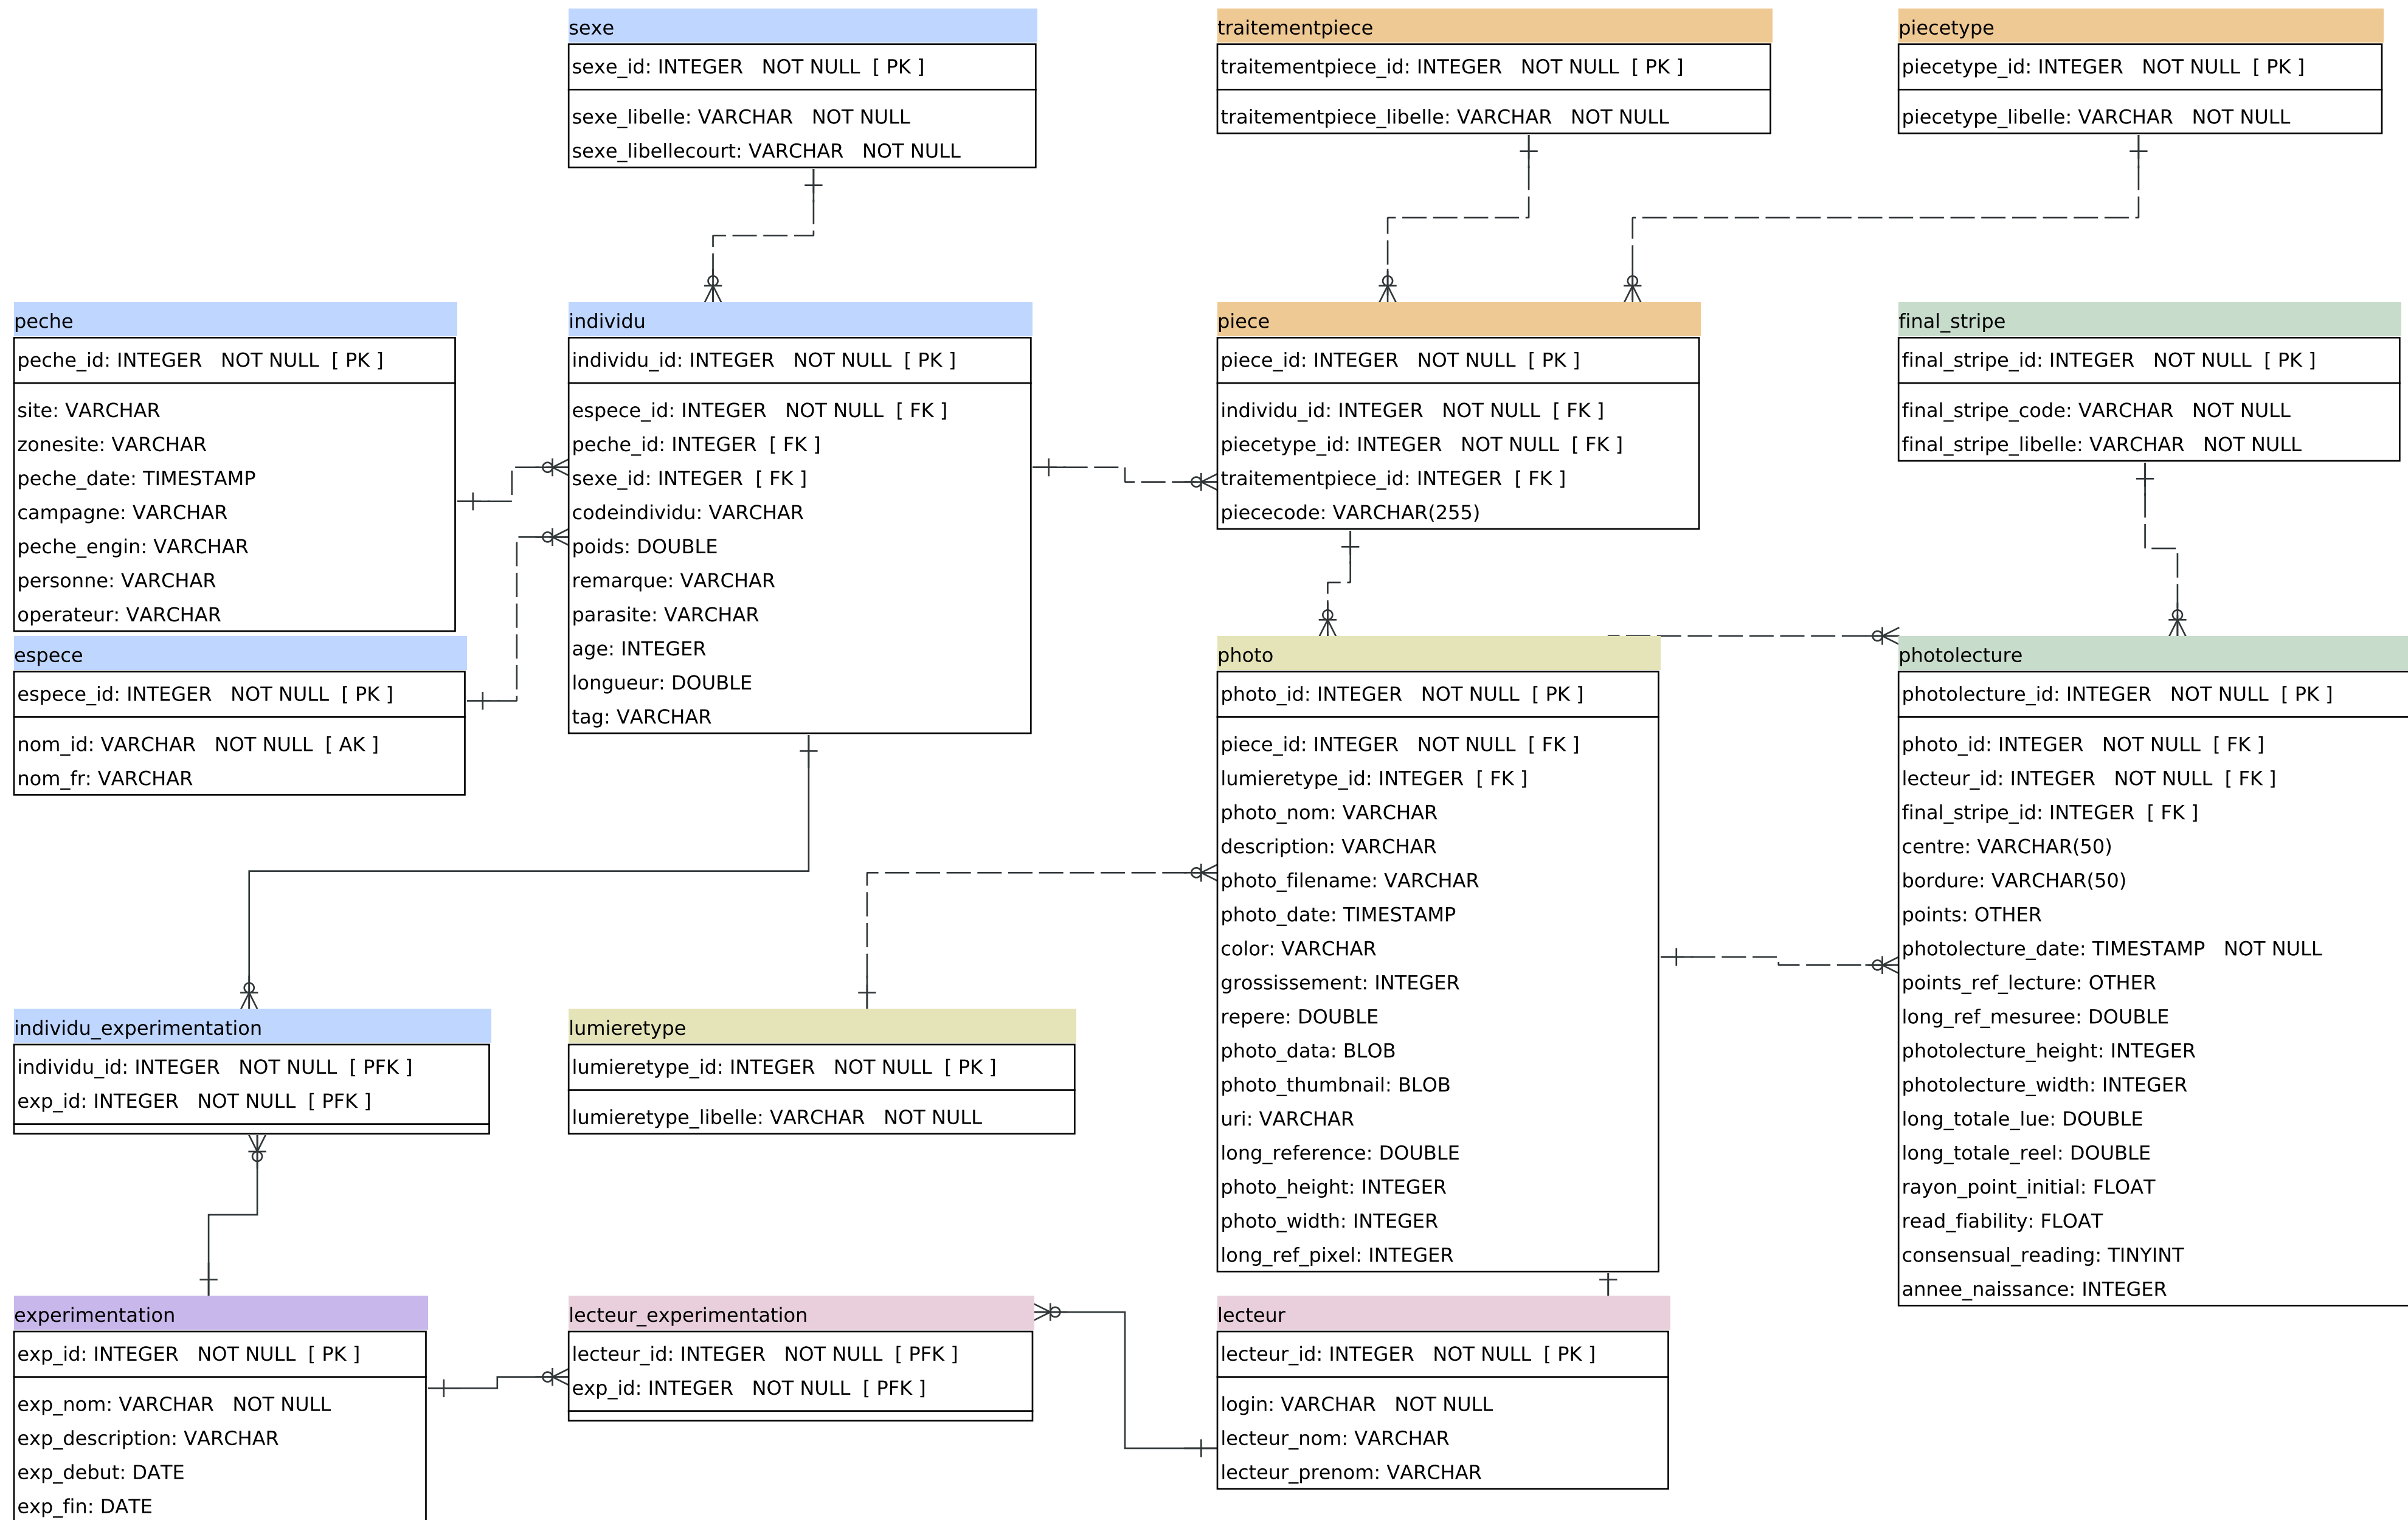 sexe
sexe_id: INTEGER NOT NULL [ PK ]
sexe_libelle: VARCHAR NOT NULL
sexe_libellecourt: VARCHAR NOT NULL
traitementpiece
traitementpiece_id: INTEGER NOT NULL [ PK ]
traitementpiece_libelle: VARCHAR NOT NULL
piecetype
piecetype_id: INTEGER NOT NULL [ PK ]
piecetype_libelle: VARCHAR NOT NULL
peche
peche_id: INTEGER NOT NULL [ PK ]
site: VARCHAR
zonesite: VARCHAR
peche_date: TIMESTAMP
campagne: VARCHAR
peche_engin: VARCHAR
personne: VARCHAR
operateur: VARCHAR
individu
individu_id: INTEGER NOT NULL [ PK ]
espece_id: INTEGER NOT NULL [ FK ]
peche_id: INTEGER [ FK ]
sexe_id: INTEGER [ FK ]
codeindividu: VARCHAR
poids: DOUBLE
remarque: VARCHAR
parasite: VARCHAR
age: INTEGER
longueur: DOUBLE
tag: VARCHAR
piece
piece_id: INTEGER NOT NULL [ PK ]
individu_id: INTEGER NOT NULL [ FK ]
piecetype_id: INTEGER NOT NULL [ FK ]
traitementpiece_id: INTEGER [ FK ]
piececode: VARCHAR(255)
final_stripe
final_stripe_id: INTEGER NOT NULL [ PK ]
final_stripe_code: VARCHAR NOT NULL
final_stripe_libelle: VARCHAR NOT NULL
espece
espece_id: INTEGER NOT NULL [ PK ]
nom_id: VARCHAR NOT NULL [ AK ]
nom_fr: VARCHAR
photo
photo_id: INTEGER NOT NULL [ PK ]
piece_id: INTEGER NOT NULL [ FK ]
lumieretype_id: INTEGER [ FK ]
photo_nom: VARCHAR
description: VARCHAR
photo_filename: VARCHAR
photo_date: TIMESTAMP
color: VARCHAR
grossissement: INTEGER
repere: DOUBLE
photo_data: BLOB
photo_thumbnail: BLOB
uri: VARCHAR
long_reference: DOUBLE
photo_height: INTEGER
photo_width: INTEGER
long_ref_pixel: INTEGER
photolecture
photolecture_id: INTEGER NOT NULL [ PK ]
photo_id: INTEGER NOT NULL [ FK ]
lecteur_id: INTEGER NOT NULL [ FK ]
final_stripe_id: INTEGER [ FK ]
centre: VARCHAR(50)
bordure: VARCHAR(50)
points: OTHER
photolecture_date: TIMESTAMP NOT NULL
points_ref_lecture: OTHER
long_ref_mesuree: DOUBLE
photolecture_height: INTEGER
photolecture_width: INTEGER
long_totale_lue: DOUBLE
long_totale_reel: DOUBLE
rayon_point_initial: FLOAT
read_fiability: FLOAT
consensual_reading: TINYINT
annee_naissance: INTEGER
individu_experimentation
individu_id: INTEGER NOT NULL [ PFK ]
exp_id: INTEGER NOT NULL [ PFK ]
lumieretype
lumieretype_id: INTEGER NOT NULL [ PK ]
lumieretype_libelle: VARCHAR NOT NULL
experimentation
exp_id: INTEGER NOT NULL [ PK ]
exp_nom: VARCHAR NOT NULL
exp_description: VARCHAR
exp_debut: DATE
exp_fin: DATE
lecteur_experimentation
lecteur_id: INTEGER NOT NULL [ PFK ]
exp_id: INTEGER NOT NULL [ PFK ]
lecteur
lecteur_id: INTEGER NOT NULL [ PK ]
login: VARCHAR NOT NULL
lecteur_nom: VARCHAR
lecteur_prenom: VARCHAR